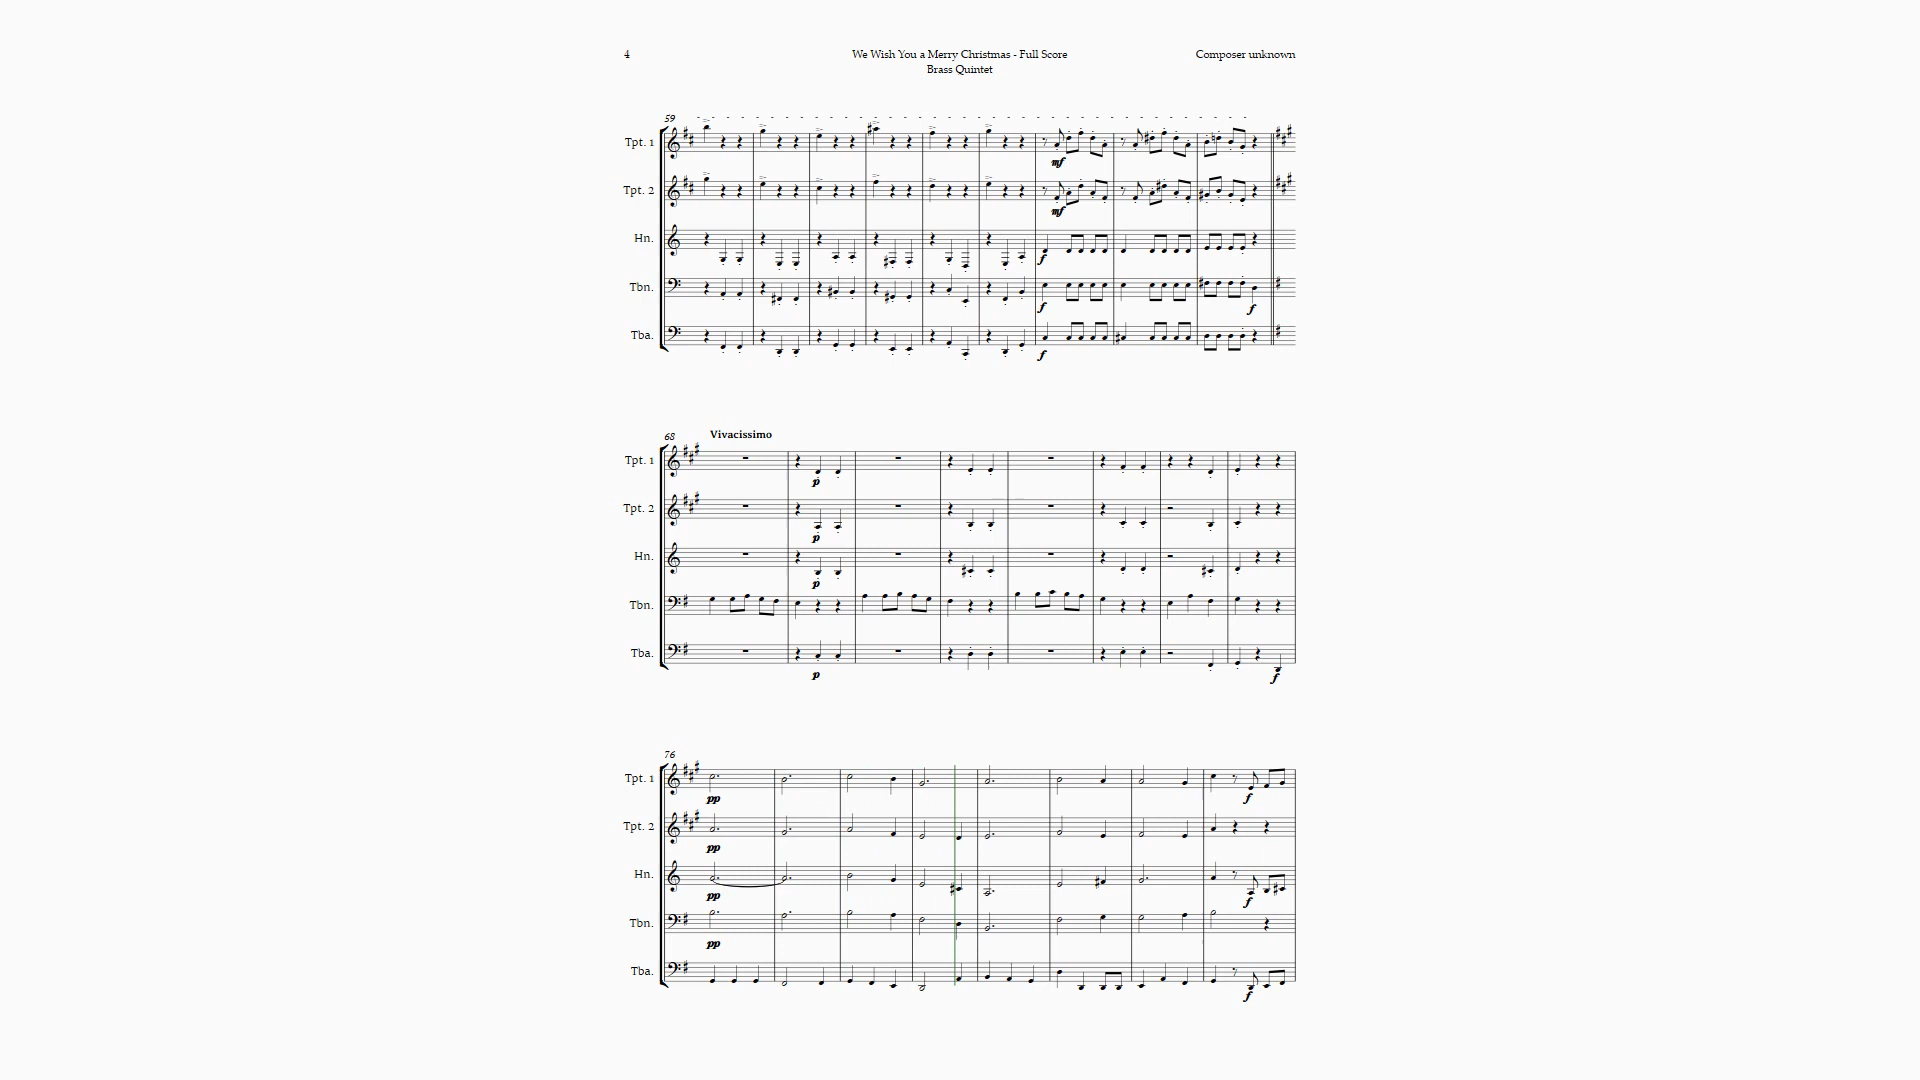 4 We Wish You a Merry Christmas - Full Score Composer unknown
Brass Quintet
59
Tpt. 1
mf
Tpt. 2
mf
Hn.
f
Tbn.
f f
Tba.
f
68 Vivacissimo
Tpt. 1
p
Tpt. 2
p
Hn.
p
Tbn.
Tba.
p f
76
Tpt. 1
pp f
Tpt. 2
pp
Hn.
pp f
Tbn.
pp
Tba.
f